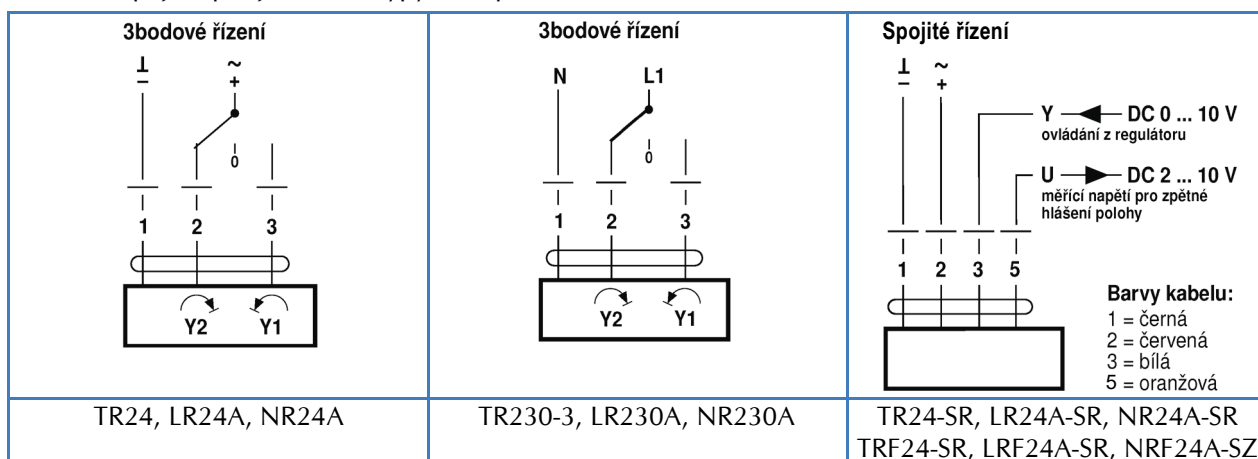 3bodové řízení
⊥ ~
– +
0
1 2 3
Y2 Y1
TR24, LR24A, NR24A
3bodové řízení
N L1
0
1 2 3
Y2 Y1
TR230-3, LR230A, NR230A
Spojité řízení
⊥ ~
– +
Y DC 0 ... 10 V
ovládání z regulátoru
U DC 2 ... 10 V
měřící napětí pro zpětné
hlášení polohy
1 2 3 5
Barvy kabelu:
1 = černá
2 = červená
3 = bílá
5 = oranžová
TR24-SR, LR24A-SR, NR24A-SR
TRF24-SR, LRF24A-SR, NRF24A-SZ